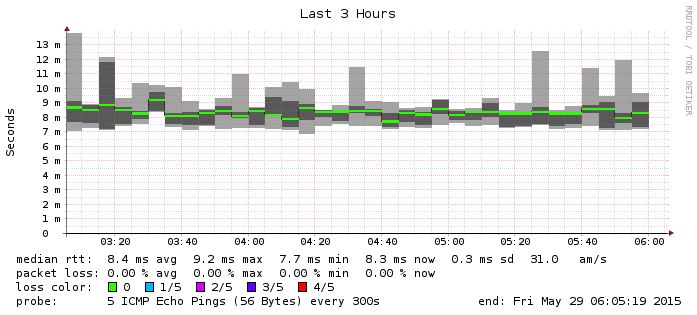 Last 3 Hours
RRDTOOL / TOBI OETIKER
Seconds
13 m
12 m
11 m
10 m
9 m
8 m
7 m
6 m
5 m
4 m
3 m
2 m
1 m
0
03:20 03:40 04:00 04:20 04:40 05:00 05:20 05:40 06:00
median rtt: 8.4 ms avg 9.2 ms max 7.7 ms min 8.3 ms now 0.3 ms sd 31.0 am/s
packet loss: 0.00 % avg 0.00 % max 0.00 % min 0.00 % now
loss color: 0 1/5 2/5 3/5 4/5
probe: 5 ICMP Echo Pings (56 Bytes) every 300s end: Fri May 29 06:05:19 2015